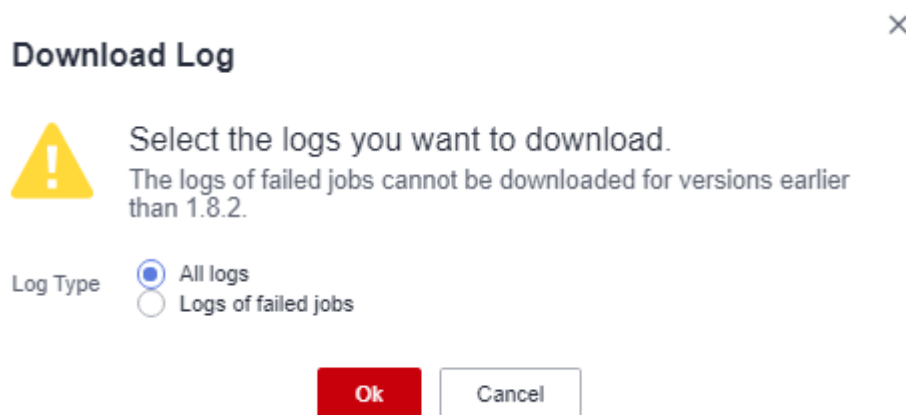 Download Log
Select the logs you want to download.
The logs of failed jobs cannot be downloaded for versions earlier
than 1.8.2.
Log Type
All logs
Logs of failed jobs
Ok
Cancel